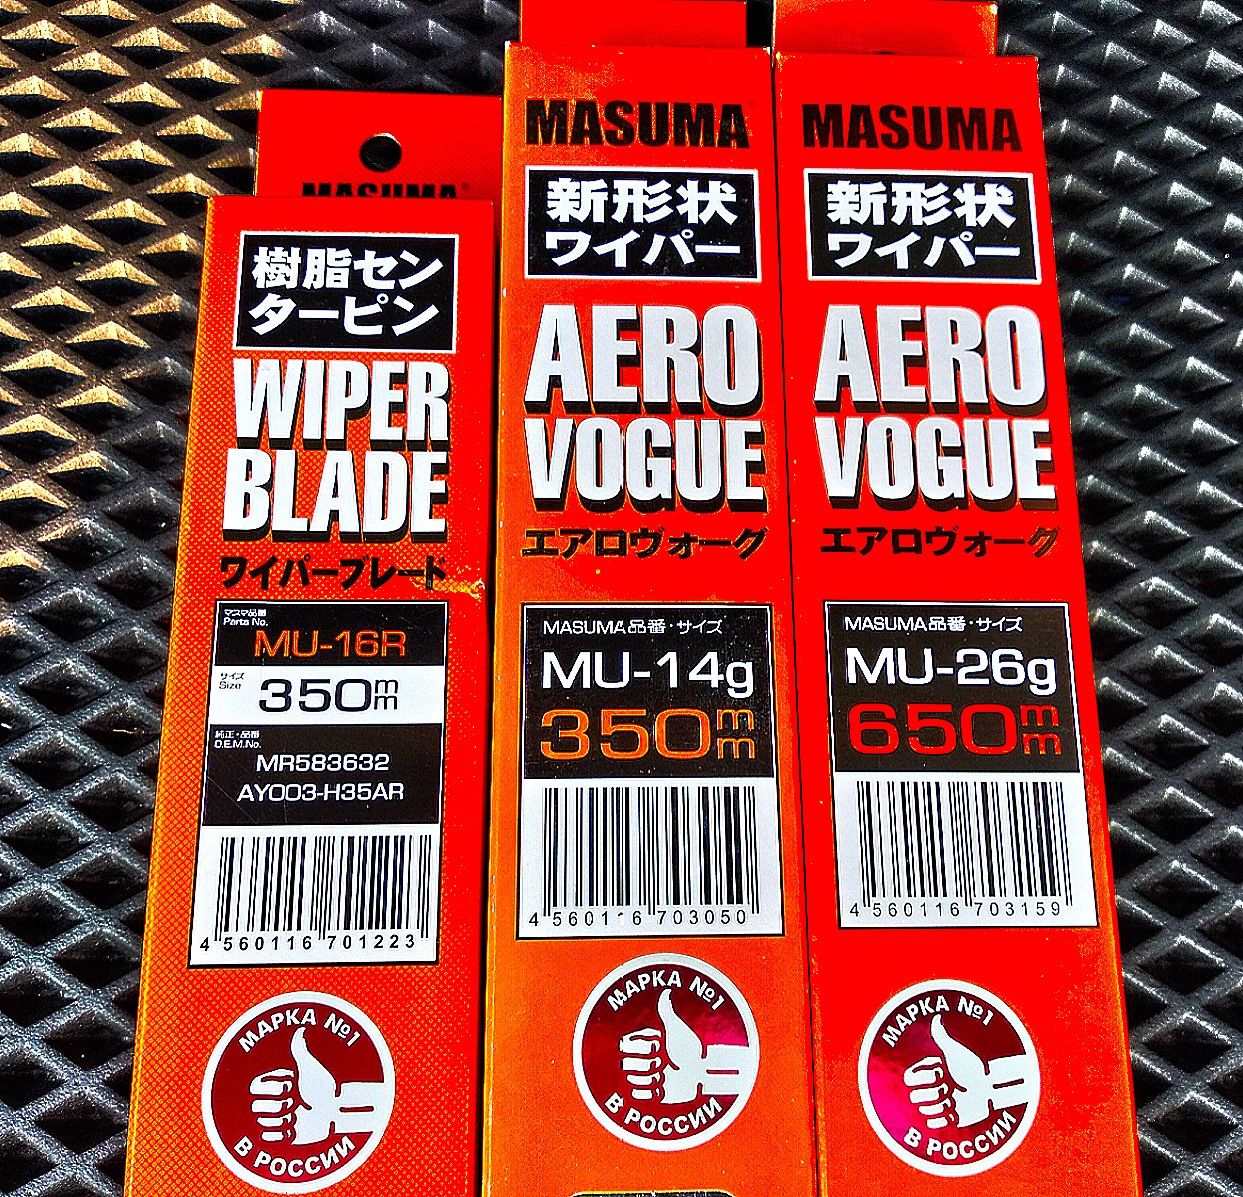 MASUMA
樹脂セン
ターピン
WIPER
BLADE
ワイパーブレード
マスマ品番
Parts No.
MU-16R
サイズ
Size
350mm
純正・品番
O.E.M.No.
MR583632
AY003-H35AR
4 560116 701223
МАРКА №1
В РОССИИ
MASUMA
新形状
ワイパー
AERO
VOGUE
エアロヴォーグ
MASUMA品番・サイズ
MU-14g
350mm
4 560116 703050
МАРКА №1
В РОССИИ
MASUMA
新形状
ワイパー
AERO
VOGUE
エアロヴォーグ
MASUMA品番・サイズ
MU-26g
650mm
4 560116 703159
МАРКА №1
В РОССИИ